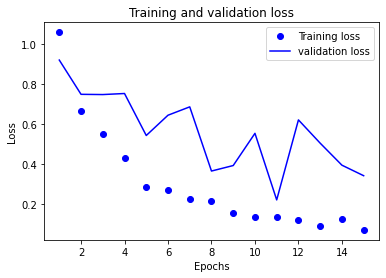 Training and validation loss
Training loss
validation loss
Loss
1.0
0.8
0.6
0.4
0.2
2 4 6 8 10 12 14
Epochs